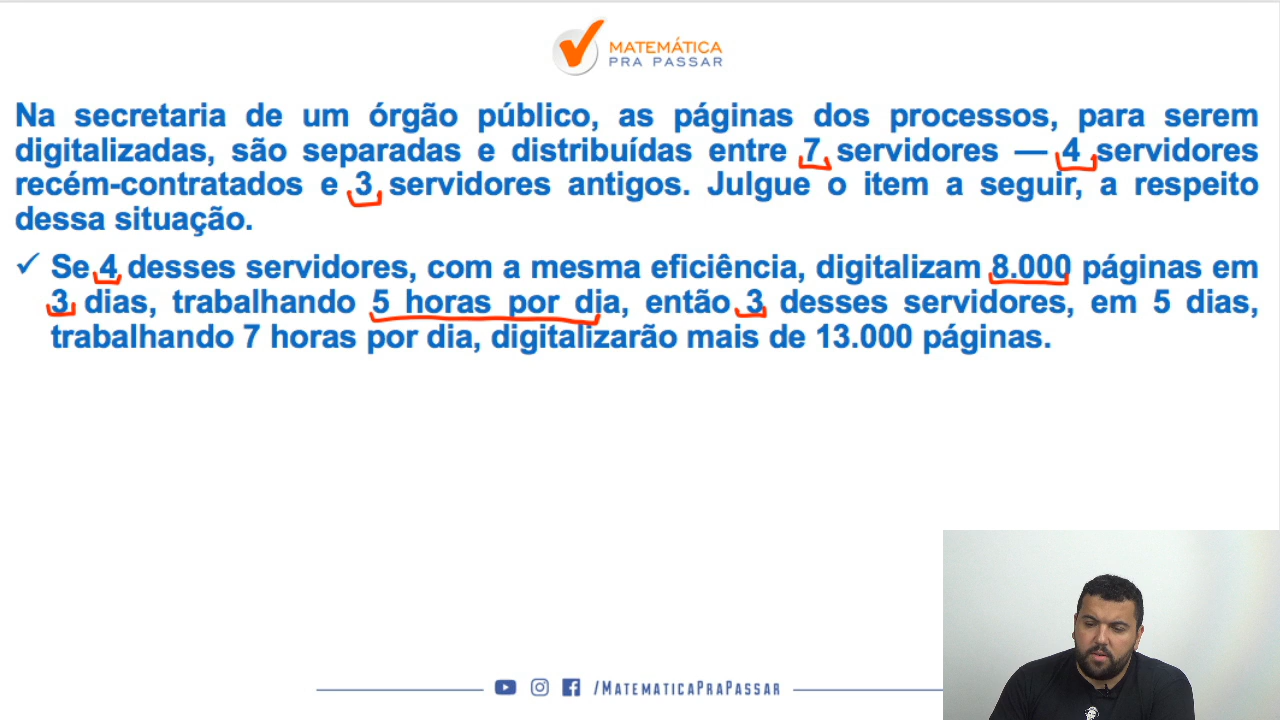 MATEMÁTICA
PRA PASSAR
Na secretaria de um órgão público, as páginas dos processos, para serem
digitalizadas, são separadas e distribuídas entre 7 servidores — 4 servidores
recém-contratados e 3 servidores antigos. Julgue o item a seguir, a respeito
dessa situação.
✓ Se 4 desses servidores, com a mesma eficiência, digitalizam 8.000 páginas em
3 dias, trabalhando 5 horas por dia, então 3 desses servidores, em 5 dias,
trabalhando 7 horas por dia, digitalizarão mais de 13.000 páginas.
/MATEMATICAPRAPASSAR